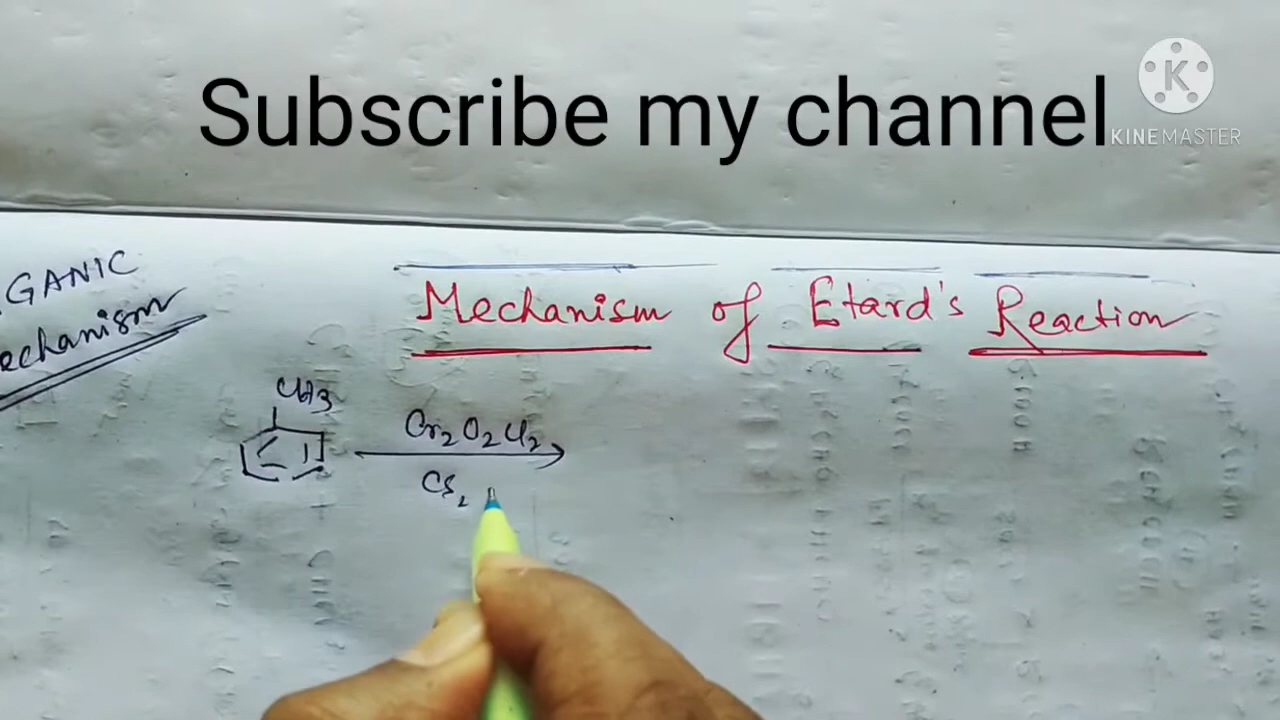 Subscribe my channel
K
KINEMASTER
GANIC
echanism
Mechanism of Etard's Reaction
CH3
Cr2O2Cl2
CS2